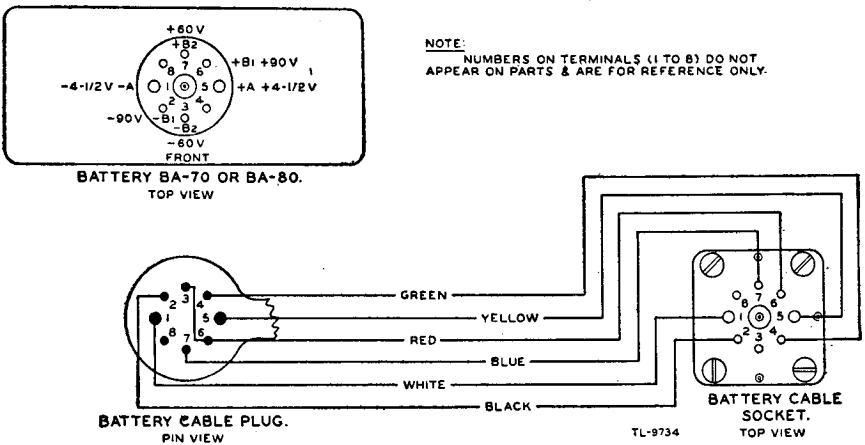 +60V
+B2
+B1 +90V
8 7 6
-4-1/2V -A 1 5 +A +4-1/2V
2 3 4
-90V -B1
-B2
-60V
FRONT
BATTERY BA-70 OR BA-80.
TOP VIEW
NOTE:
NUMBERS ON TERMINALS (1 TO 8) DO NOT
APPEAR ON PARTS & ARE FOR REFERENCE ONLY.
2 3 4
1 5
8 7 6
GREEN
YELLOW
RED
BLUE
WHITE
BLACK
8 7 6
1 5
2 3 4
BATTERY CABLE PLUG.
PIN VIEW
BATTERY CABLE
SOCKET.
TOP VIEW
TL-9734